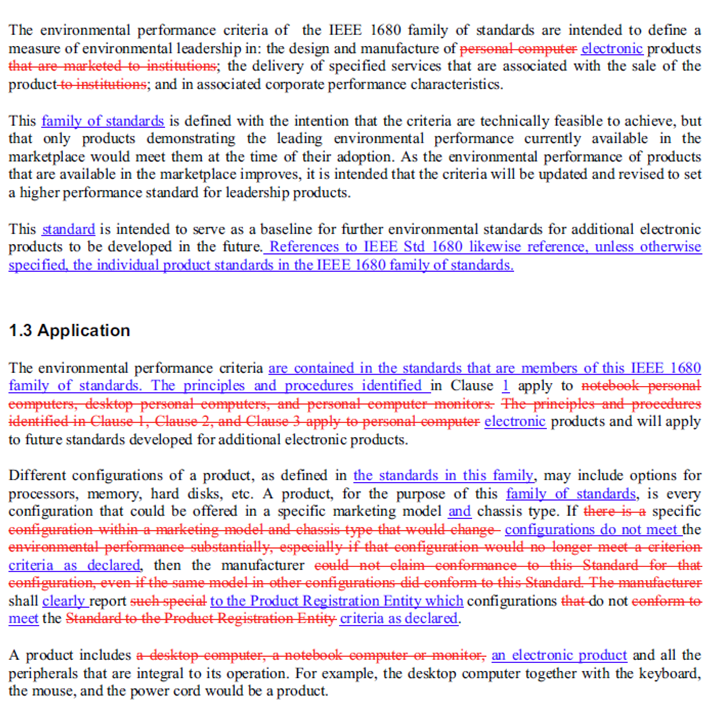 The environmental performance criteria of the IEEE 1680 family of standards are intended to define a
measure of environmental leadership in: the design and manufacture of personal computer electronic products
that are marketed to institutions; the delivery of specified services that are associated with the sale of the
product to institutions; and in associated corporate performance characteristics.
This family of standards is defined with the intention that the criteria are technically feasible to achieve, but
that only products demonstrating the leading environmental performance currently available in the
marketplace would meet them at the time of their adoption. As the environmental performance of products
that are available in the marketplace improves, it is intended that the criteria will be updated and revised to set
a higher performance standard for leadership products.
This standard is intended to serve as a baseline for further environmental standards for additional electronic
products to be developed in the future. References to IEEE Std 1680 likewise reference, unless otherwise
specified, the individual product standards in the IEEE 1680 family of standards.
1.3 Application
The environmental performance criteria are contained in the standards that are members of this IEEE 1680
family of standards. The principles and procedures identified in Clause 1 apply to notebook personal
computers, desktop personal computers, and personal computer monitors. The principles and procedures
identified in Clause 1, Clause 2, and Clause 3 apply to personal computer electronic products and will apply
to future standards developed for additional electronic products.
Different configurations of a product, as defined in the standards in this family, may include options for
processors, memory, hard disks, etc. A product, for the purpose of this family of standards, is every
configuration that could be offered in a specific marketing model and chassis type. If there is a specific
configuration within a marketing model and chassis type that would change configurations do not meet the
environmental performance substantially, especially if that configuration would no longer meet a criterion
criteria as declared, then the manufacturer could not claim conformance to this Standard for that
configuration, even if the same model in other configurations did conform to this Standard. The manufacturer
shall clearly report such special to the Product Registration Entity which configurations that do not conform to
meet the Standard to the Product Registration Entity criteria as declared.
A product includes a desktop computer, a notebook computer or monitor, an electronic product and all the
peripherals that are integral to its operation. For example, the desktop computer together with the keyboard,
the mouse, and the power cord would be a product.